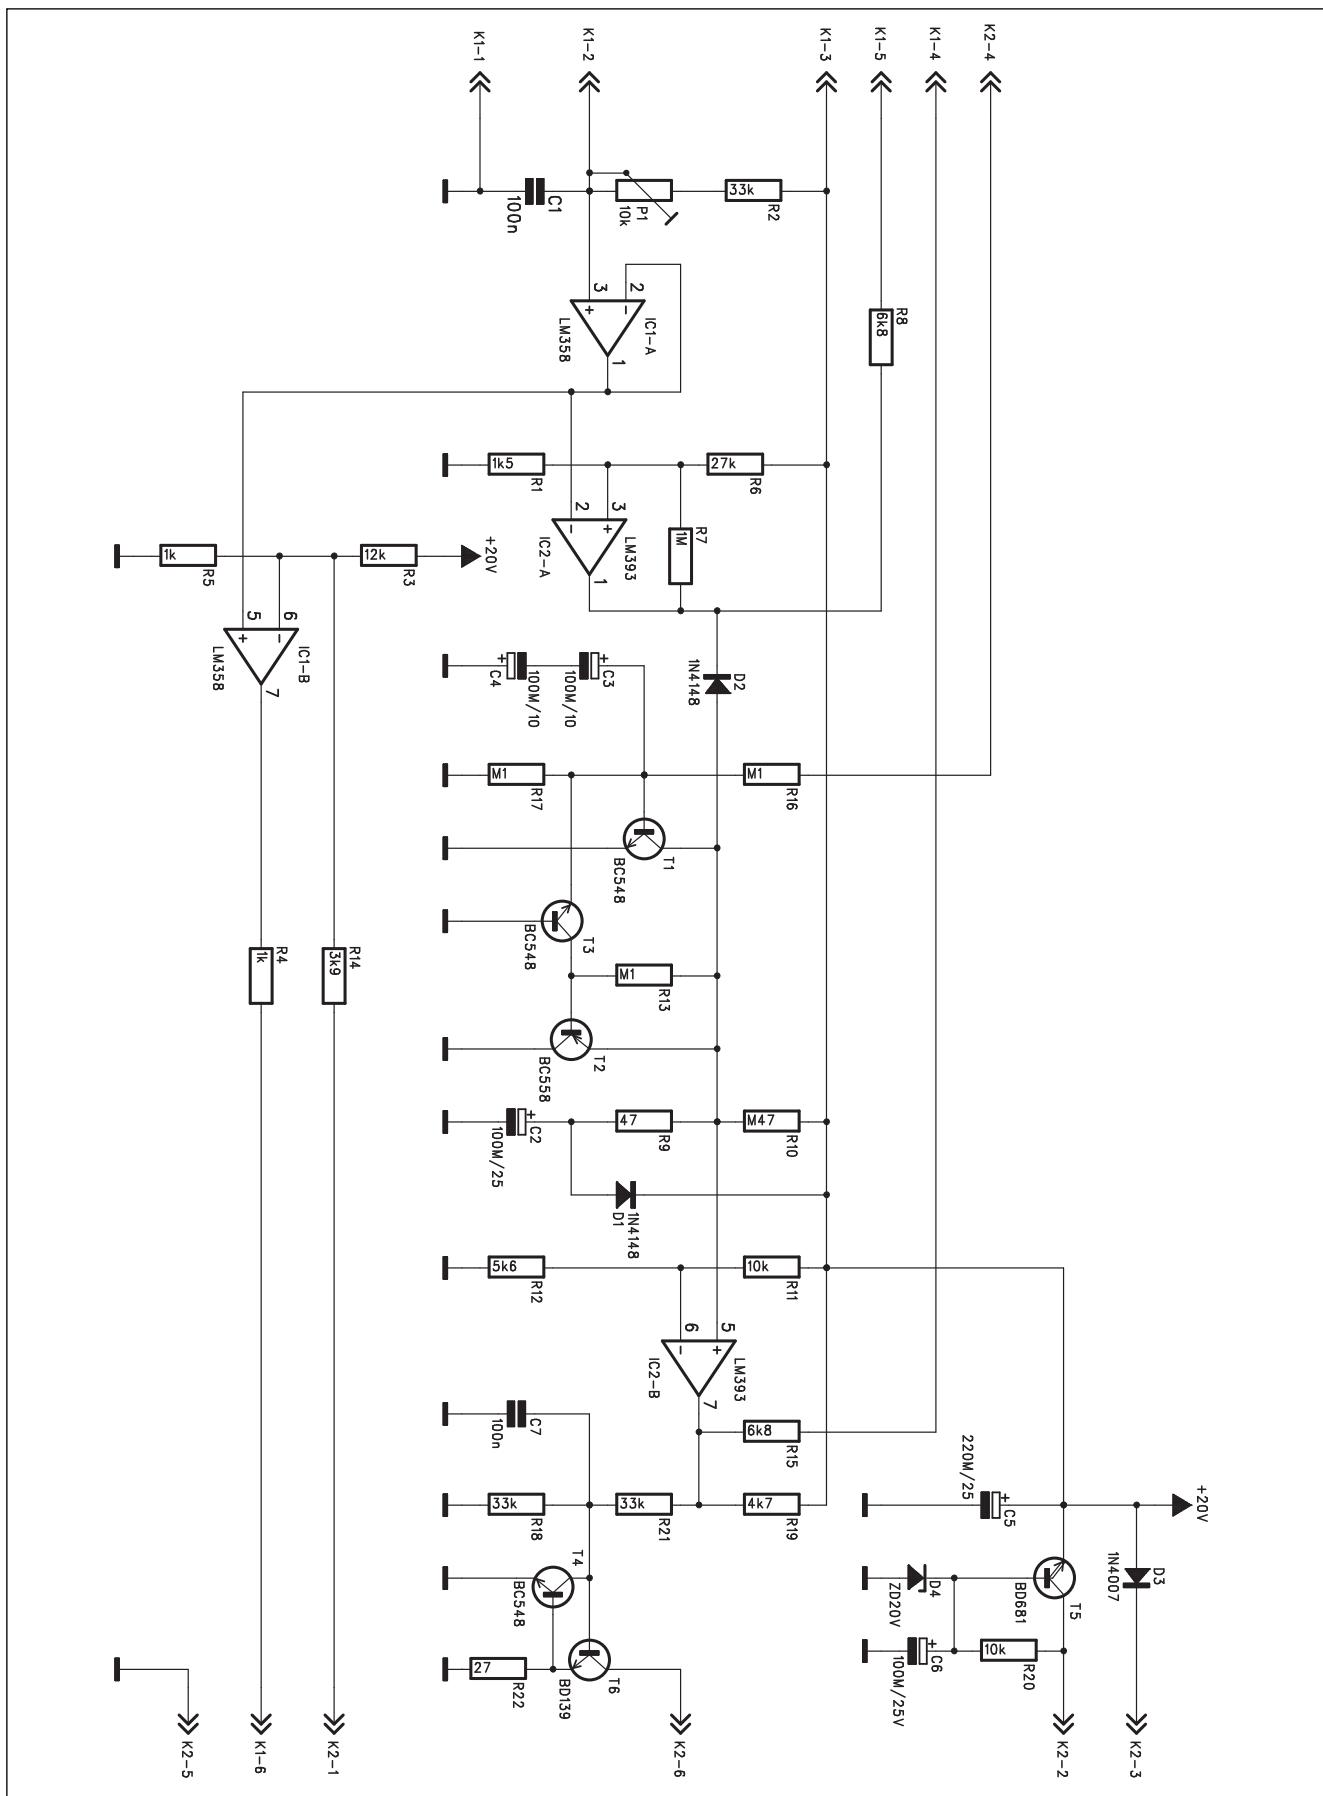 K1-1
K1-2
K1-3
K1-5
K1-4
K2-4
C1
100n
P1
10k
33k
R2
R8
6k8
2
3
IC1-A
LM358
1
1k5
R1
27k
R6
R7
1M
2
3
IC2-A
LM393
1
+20V
1k
R5
12k
R3
5
6
IC1-B
LM358
7
C4
100M/10
C3
100M/10
D2
1N4148
M1
R17
M1
R16
T1
BC548
T3
BC548
M1
R13
T2
BC558
R4
1k
R14
3k9
C2
100M/25
47
R9
M47
R10
D1
1N4148
5k6
R12
10k
R11
6
5
IC2-B
LM393
7
C7
100n
6k8
R15
33k
R18
33k
R21
4k7
R19
T4
BC548
27
R22
T6
BD139
220M/25
C5
+20V
D3
1N4007
D4
ZD20V
T5
BD681
C6
100M/25V
10k
R20
K2-5
K1-6
K2-1
K2-6
K2-2
K2-3